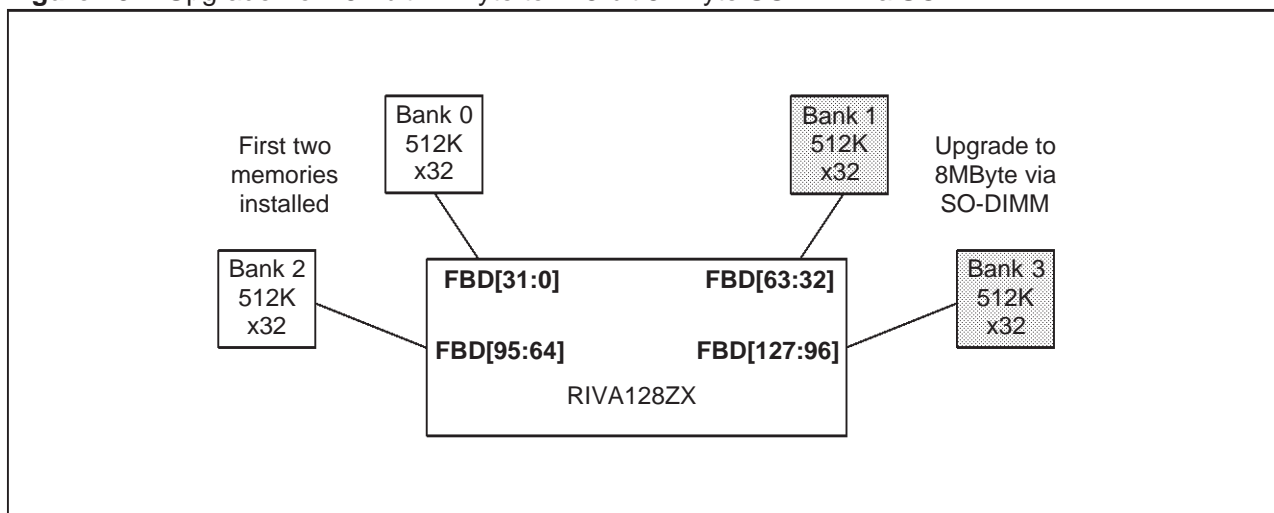 Bank 0
512K
x32
Bank 1
512K
x32
First two
memories
installed
Upgrade to
8MByte via
SO-DIMM
Bank 2
512K
x32
FBD[31:0]
FBD[63:32]
Bank 3
512K
x32
FBD[95:64]
FBD[127:96]
RIVA128ZX